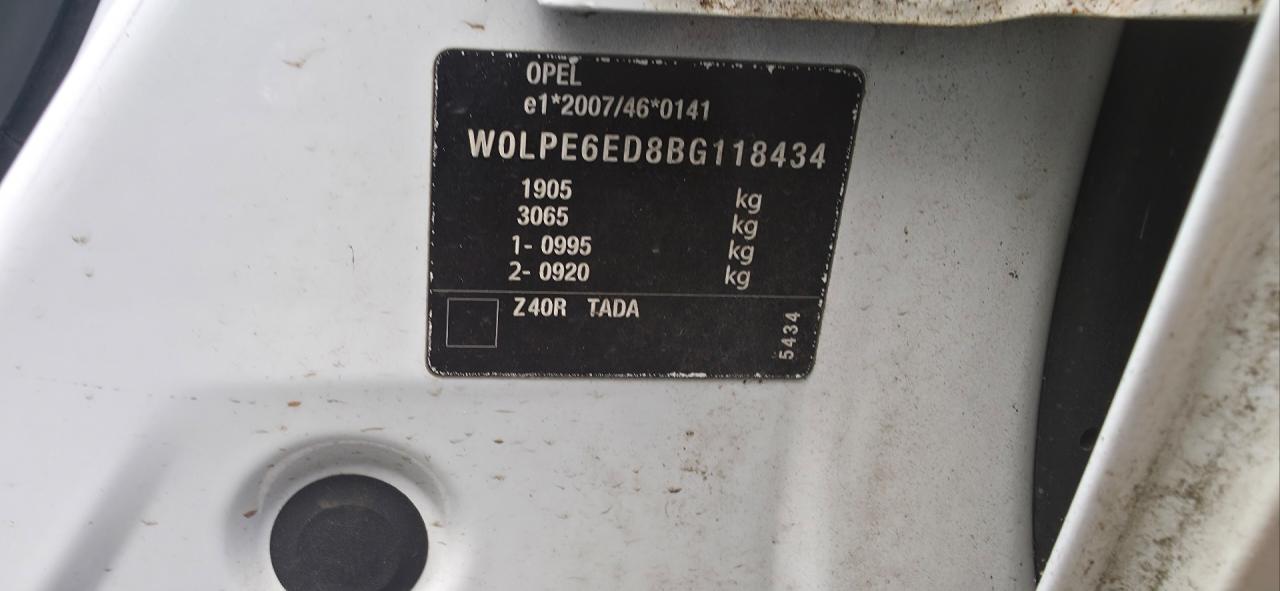 OPEL
e1*2007/46*0141
W0LPE6ED8BG118434
1905 kg
3065 kg
1- 0995 kg
2- 0920 kg
Z40R TADA
5434